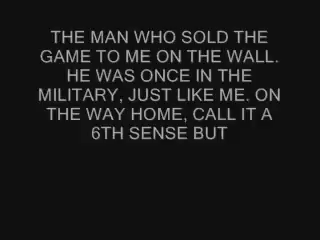 THE MAN WHO SOLD THE
GAME TO ME ON THE WALL.
HE WAS ONCE IN THE
MILITARY, JUST LIKE ME. ON
THE WAY HOME, CALL IT A
6TH SENSE BUT